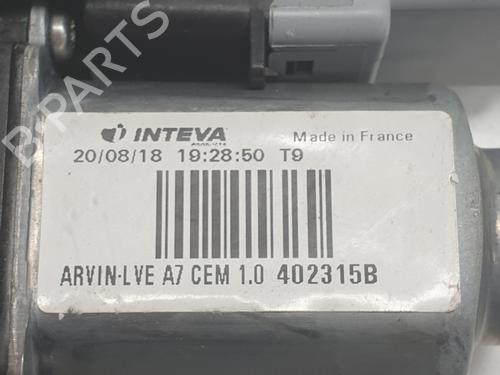 INTEVA
PRODUCTS
Made in France
20/08/18 19:28:50 T9
ARVIN-LVE A7 CEM 1.0 402315B
B-PARTS